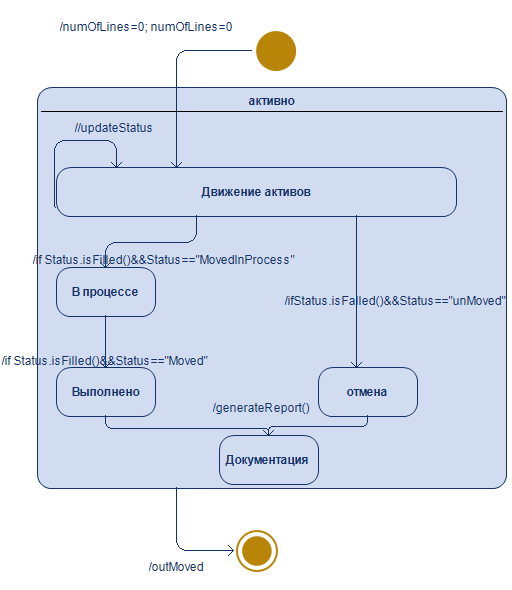 /numOfLines=0; numOfLines=0
активно
//updateStatus
Движение активов
/if Status.isFilled()&&Status=="MovedInProcess"
В процессе
/ifStatus.isFalled()&&Status=="unMoved"
/if Status.isFilled()&&Status=="Moved"
Выполнено
отмена
/generateReport()
Документация
/outMoved